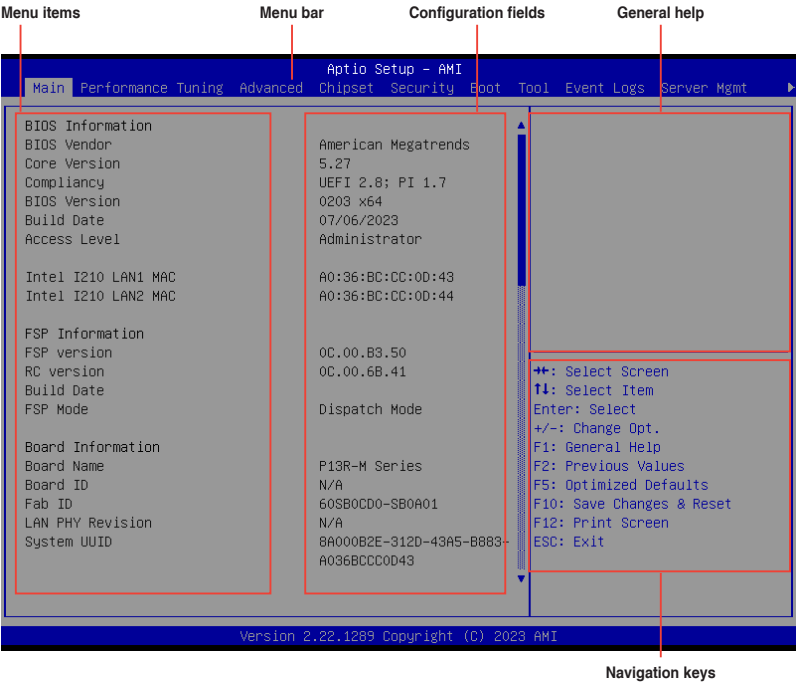 Menu items Menu bar Configuration fields General help
Aptio Setup – AMI
Main Performance Tuning Advanced Chipset Security Boot Tool Event Logs Server Mgmt
BIOS Information
BIOS Vendor American Megatrends
Core Version 5.27
Compliancy UEFI 2.8; PI 1.7
BIOS Version 0203 x64
Build Date 07/06/2023
Access Level Administrator
Intel I210 LAN1 MAC A0:36:BC:CC:0D:43
Intel I210 LAN2 MAC A0:36:BC:CC:0D:44
FSP Information
FSP version 0C.00.B3.50
RC version 0C.00.6B.41
Build Date
FSP Mode Dispatch Mode
Board Information
Board Name P13R-M Series
Board ID N/A
Fab ID 60SB0CD0-SB0A01
LAN PHY Revision N/A
System UUID 8A000B2E-312D-43A5-B883-
A036BCCC0D43
→←: Select Screen
↑↓: Select Item
Enter: Select
+/-: Change Opt.
F1: General Help
F2: Previous Values
F5: Optimized Defaults
F10: Save Changes & Reset
F12: Print Screen
ESC: Exit
Version 2.22.1289 Copyright (C) 2023 AMI
Navigation keys